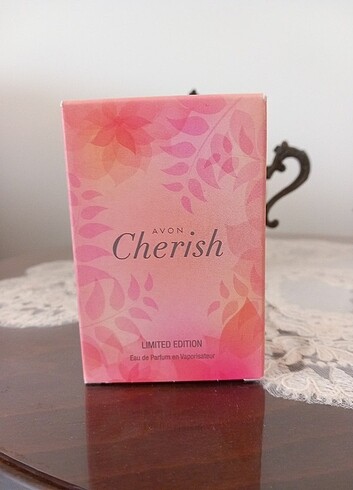 AVON
Cherish
LIMITED EDITION
Eau de Parfum en Vaporisateur